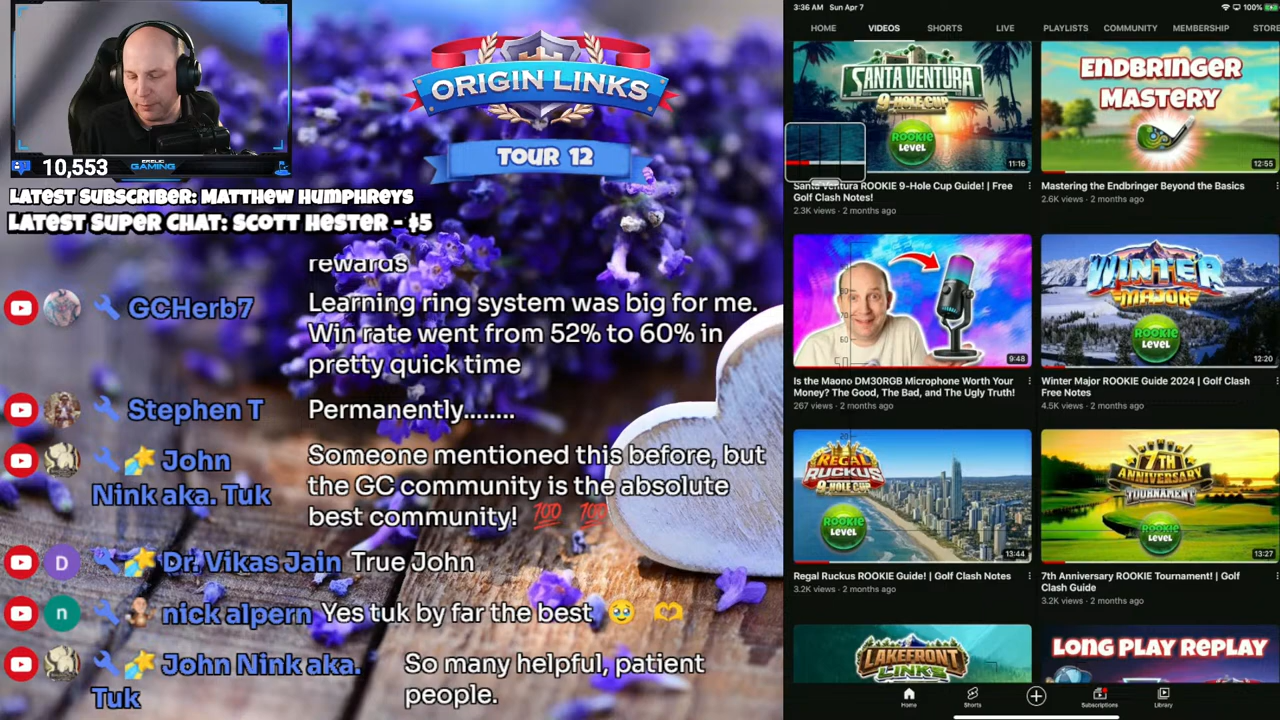 10,553
ERELIC
GAMING
LATEST SUBSCRIBER: MATTHEW HUMPHREYS
LATEST SUPER CHAT: SCOTT HESTER - $5
ORIGIN LINKS
TOUR 12
rewards
GCHerb7
Learning ring system was big for me.
Win rate went from 52% to 60% in
pretty quick time
Stephen T
Permanently........
John
Nink aka. Tuk
Someone mentioned this before, but
the GC community is the absolute
best community! 💯 💯
D
Dr. Vikas Jain
True John
n
nick alpern
Yes tuk by far the best 🥹 🫶
John Nink aka.
Tuk
So many helpful, patient
people.
3:36 AM Sun Apr 7
100%
HOME
VIDEOS
SHORTS
LIVE
PLAYLISTS
COMMUNITY
MEMBERSHIP
STORE
SANTA VENTURA
9-HOLE CUP
ROOKIE
LEVEL
11:16
Santa Ventura ROOKIE 9-Hole Cup Guide! | Free
Golf Clash Notes!
2.3K views · 2 months ago
ENDBRINGER
MASTERY
12:55
Mastering the Endbringer Beyond the Basics
2.6K views · 2 months ago
9:48
Is the Maono DM30RGB Microphone Worth Your
Money? The Good, The Bad, and The Ugly Truth!
267 views · 2 months ago
WINTER
MAJOR
ROOKIE
LEVEL
12:20
Winter Major ROOKIE Guide 2024 | Golf Clash
Free Notes
4.5K views · 2 months ago
REGAL
RUCKUS
9-HOLE CUP
ROOKIE
LEVEL
13:44
Regal Ruckus ROOKIE Guide! | Golf Clash Notes
3.2K views · 2 months ago
7TH
ANNIVERSARY
TOURNAMENT
ROOKIE
LEVEL
13:27
7th Anniversary ROOKIE Tournament! | Golf
Clash Guide
3.2K views · 2 months ago
LAKEFRONT
LINKS
LONG PLAY REPLAY
Home
Shorts
Subscriptions
Library